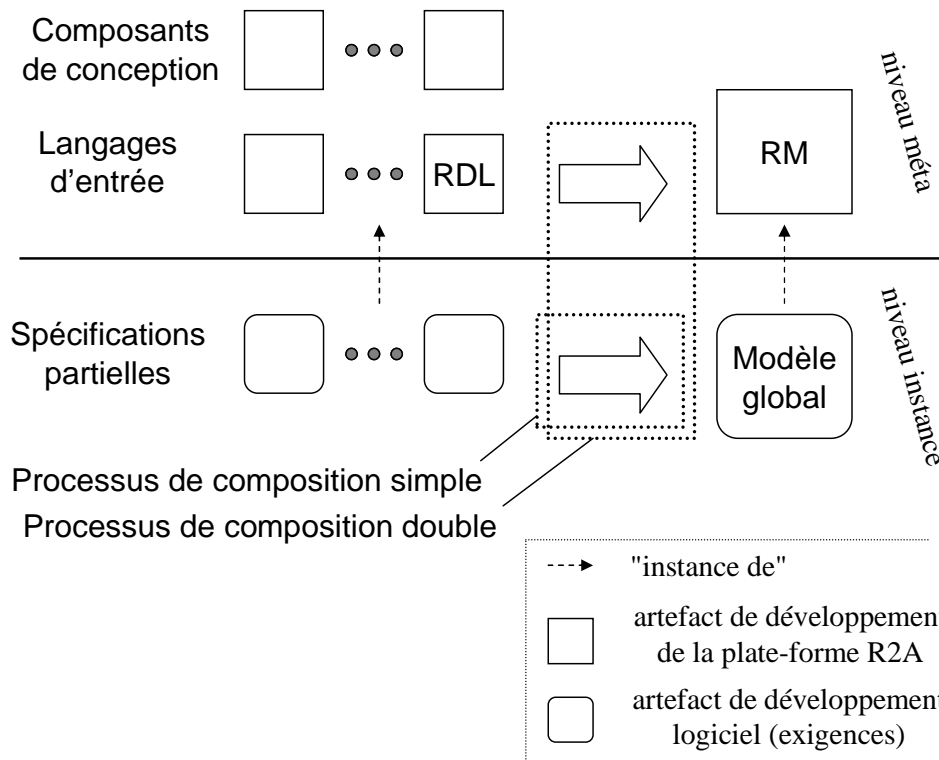 Composants
de conception
Langages
d'entrée
RDL
RM
niveau méta
Spécifications
partielles
Modèle
global
niveau instance
Processus de composition simple
Processus de composition double
"instance de"
artefact de développement
de la plate-forme R2A
artefact de développement
logiciel (exigences)